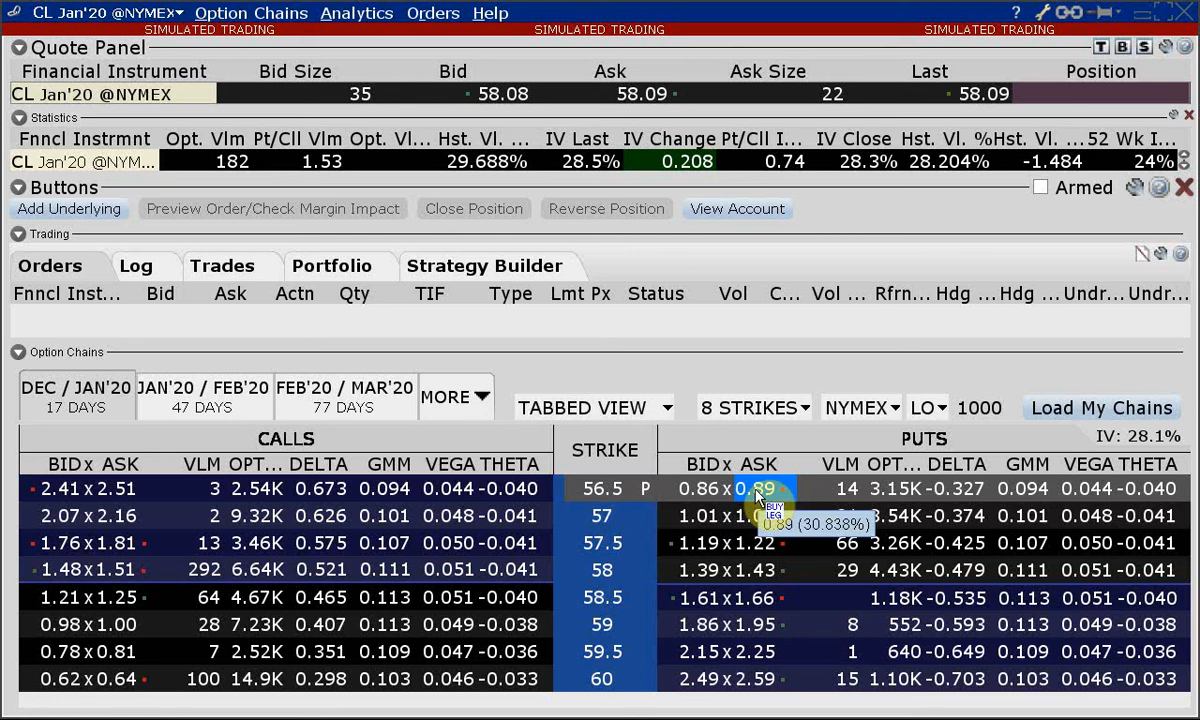 CL Jan'20 @NYMEX Option Chains Analytics Orders Help ?
SIMULATED TRADING SIMULATED TRADING SIMULATED TRADING
Quote Panel T B S
Financial Instrument Bid Size Bid Ask Ask Size Last Position
CL Jan'20 @NYMEX 35 58.08 58.09 22 58.09
Statistics
Fnncl Instrmnt Opt. Vlm Pt/Cll Vlm Opt. Vl... Hst. Vl. ... IV Last IV Change Pt/Cll I... IV Close Hst. Vl. % Hst. Vl. ... 52 Wk I...
CL Jan'20 @NYM... 182 1.53 29.688% 28.5% 0.208 0.74 28.3% 28.204% -1.484 24%
Buttons Armed
Add Underlying Preview Order/Check Margin Impact Close Position Reverse Position View Account
Trading
Orders Log Trades Portfolio Strategy Builder
Fnncl Inst... Bid Ask Actn Qty TIF Type Lmt Px Status Vol C... Vol ... Rfrn... Hdg ... Hdg ... Undr... Undr...
Option Chains
DEC / JAN'20 JAN'20 / FEB'20 FEB'20 / MAR'20 MORE
17 DAYS 47 DAYS 77 DAYS
TABBED VIEW 8 STRIKES NYMEX LO 1000 Load My Chains
CALLS STRIKE PUTS IV: 28.1%
BID x ASK VLM OPT... DELTA GMM VEGA THETA BID x ASK VLM OPT... DELTA GMM VEGA THETA
2.41 x 2.51 3 2.54K 0.673 0.094 0.044 -0.040 56.5 P 0.86 x 0.89 14 3.15K -0.327 0.094 0.044 -0.040
2.07 x 2.16 2 9.32K 0.626 0.101 0.048 -0.041 57 1.01 x -0.374 0.101 0.048 -0.041
BUY
LEG
0.89 (30.838%)
1.76 x 1.81 13 3.46K 0.575 0.107 0.050 -0.041 57.5 1.19 x 1.22 66 3.26K -0.425 0.107 0.050 -0.041
1.48 x 1.51 292 6.64K 0.521 0.111 0.051 -0.041 58 1.39 x 1.43 29 4.43K -0.479 0.111 0.051 -0.041
1.21 x 1.25 64 4.67K 0.465 0.113 0.051 -0.040 58.5 1.61 x 1.66 1.18K -0.535 0.113 0.051 -0.040
0.98 x 1.00 28 7.23K 0.407 0.113 0.049 -0.038 59 1.86 x 1.95 8 552 -0.593 0.113 0.049 -0.038
0.78 x 0.81 7 2.52K 0.351 0.109 0.047 -0.036 59.5 2.15 x 2.25 1 640 -0.649 0.109 0.047 -0.036
0.62 x 0.64 100 14.9K 0.298 0.103 0.046 -0.033 60 2.49 x 2.59 15 1.10K -0.703 0.103 0.046 -0.033